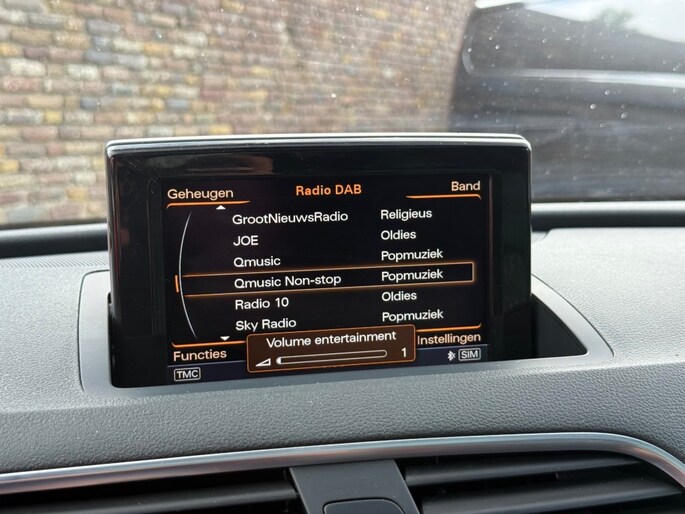 Geheugen Radio DAB Band
GrootNieuwsRadio Religieus
JOE Oldies
Qmusic Popmuziek
Qmusic Non-stop Popmuziek
Radio 10 Oldies
Sky Radio Popmuziek
Volume entertainment
Functies Instellingen
1
TMC SIM